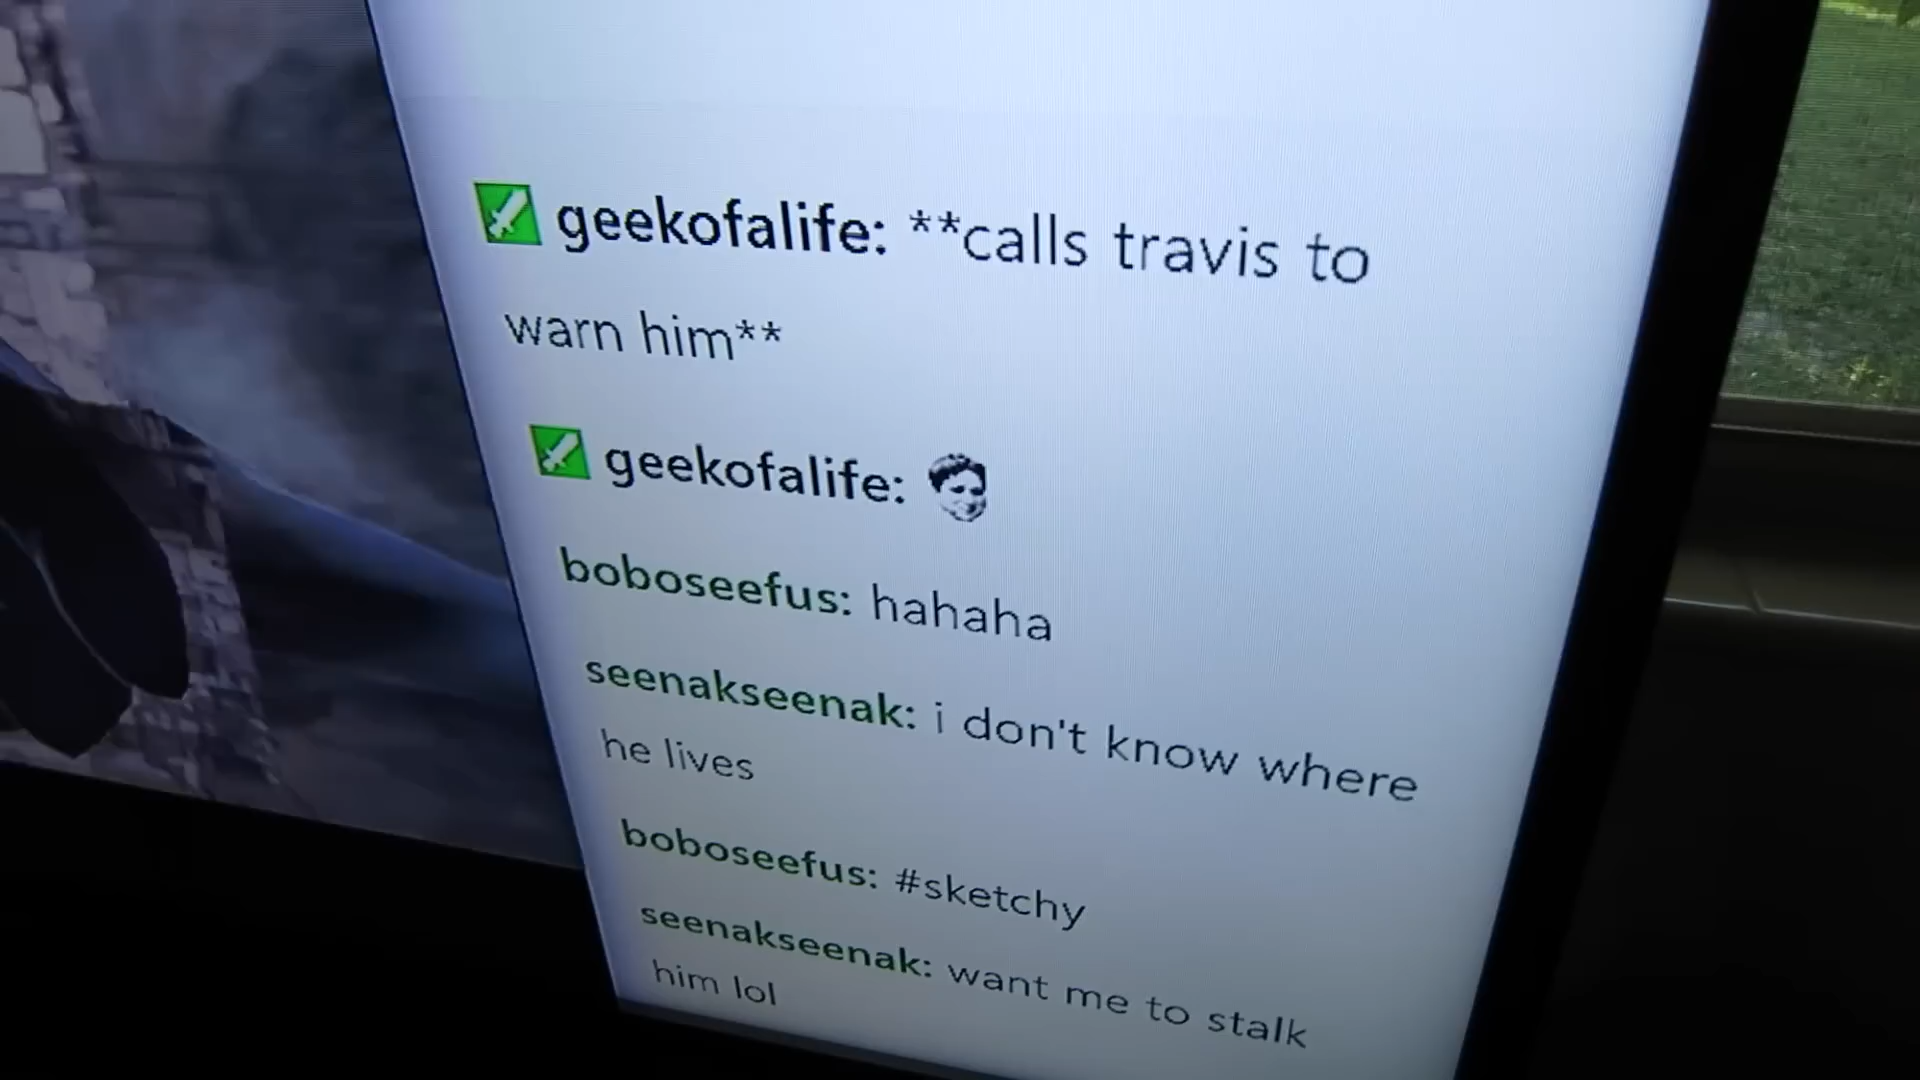 geekofalife: **calls travis to
warn him**
geekofalife:
boboseefus: hahaha
seenakseenak: i don't know where
he lives
boboseefus: #sketchy
seenakseenak: want me to stalk
him lol